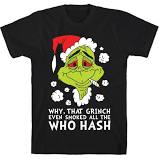 WHY, THAT GRINCH
EVEN SMOKED ALL THE
WHO HASH